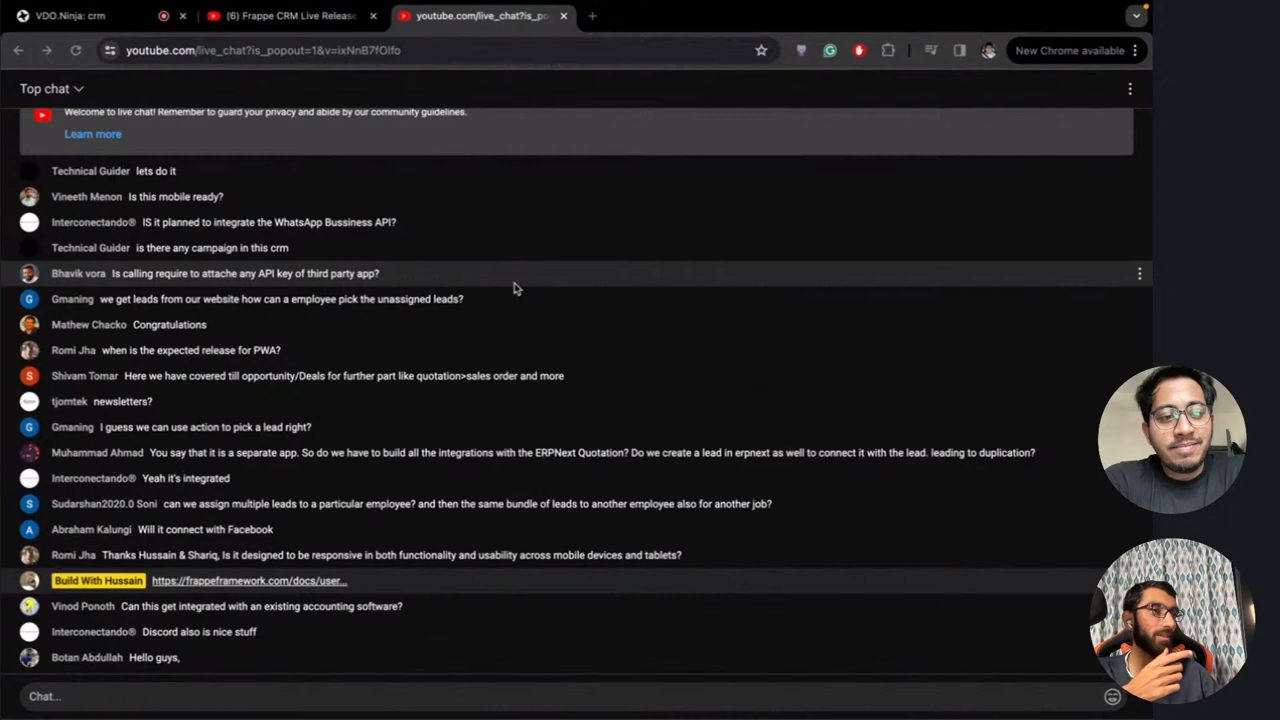 VDO.Ninja: crm
(6) Frappe CRM Live Release
youtube.com/live_chat?is_po
youtube.com/live_chat?is_popout=1&v=ixNnB7fOlfo
New Chrome available
Top chat
Welcome to live chat! Remember to guard your privacy and abide by our community guidelines.
Learn more
Technical Guider lets do it
Vineeth Menon Is this mobile ready?
Interconectando® IS it planned to integrate the WhatsApp Bussiness API?
Technical Guider is there any campaign in this crm
Bhavik vora Is calling require to attache any API key of third party app?
G Gmaning we get leads from our website how can a employee pick the unassigned leads?
Mathew Chacko Congratulations
Romi Jha when is the expected release for PWA?
S Shivam Tomar Here we have covered till opportunity/Deals for further part like quotation>sales order and more
tjomtek newsletters?
G Gmaning I guess we can use action to pick a lead right?
Muhammad Ahmad You say that it is a separate app. So do we have to build all the integrations with the ERPNext Quotation? Do we create a lead in erpnext as well to connect it with the lead. leading to duplication?
Interconectando® Yeah it's integrated
S Sudarshan2020.0 Soni can we assign multiple leads to a particular employee? and then the same bundle of leads to another employee also for another job?
A Abraham Kalungi Will it connect with Facebook
Romi Jha Thanks Hussain & Shariq, Is it designed to be responsive in both functionality and usability across mobile devices and tablets?
Build With Hussain https://frappeframework.com/docs/user...
Vinod Ponoth Can this get integrated with an existing accounting software?
Interconectando® Discord also is nice stuff
Botan Abdullah Hello guys,
Chat...